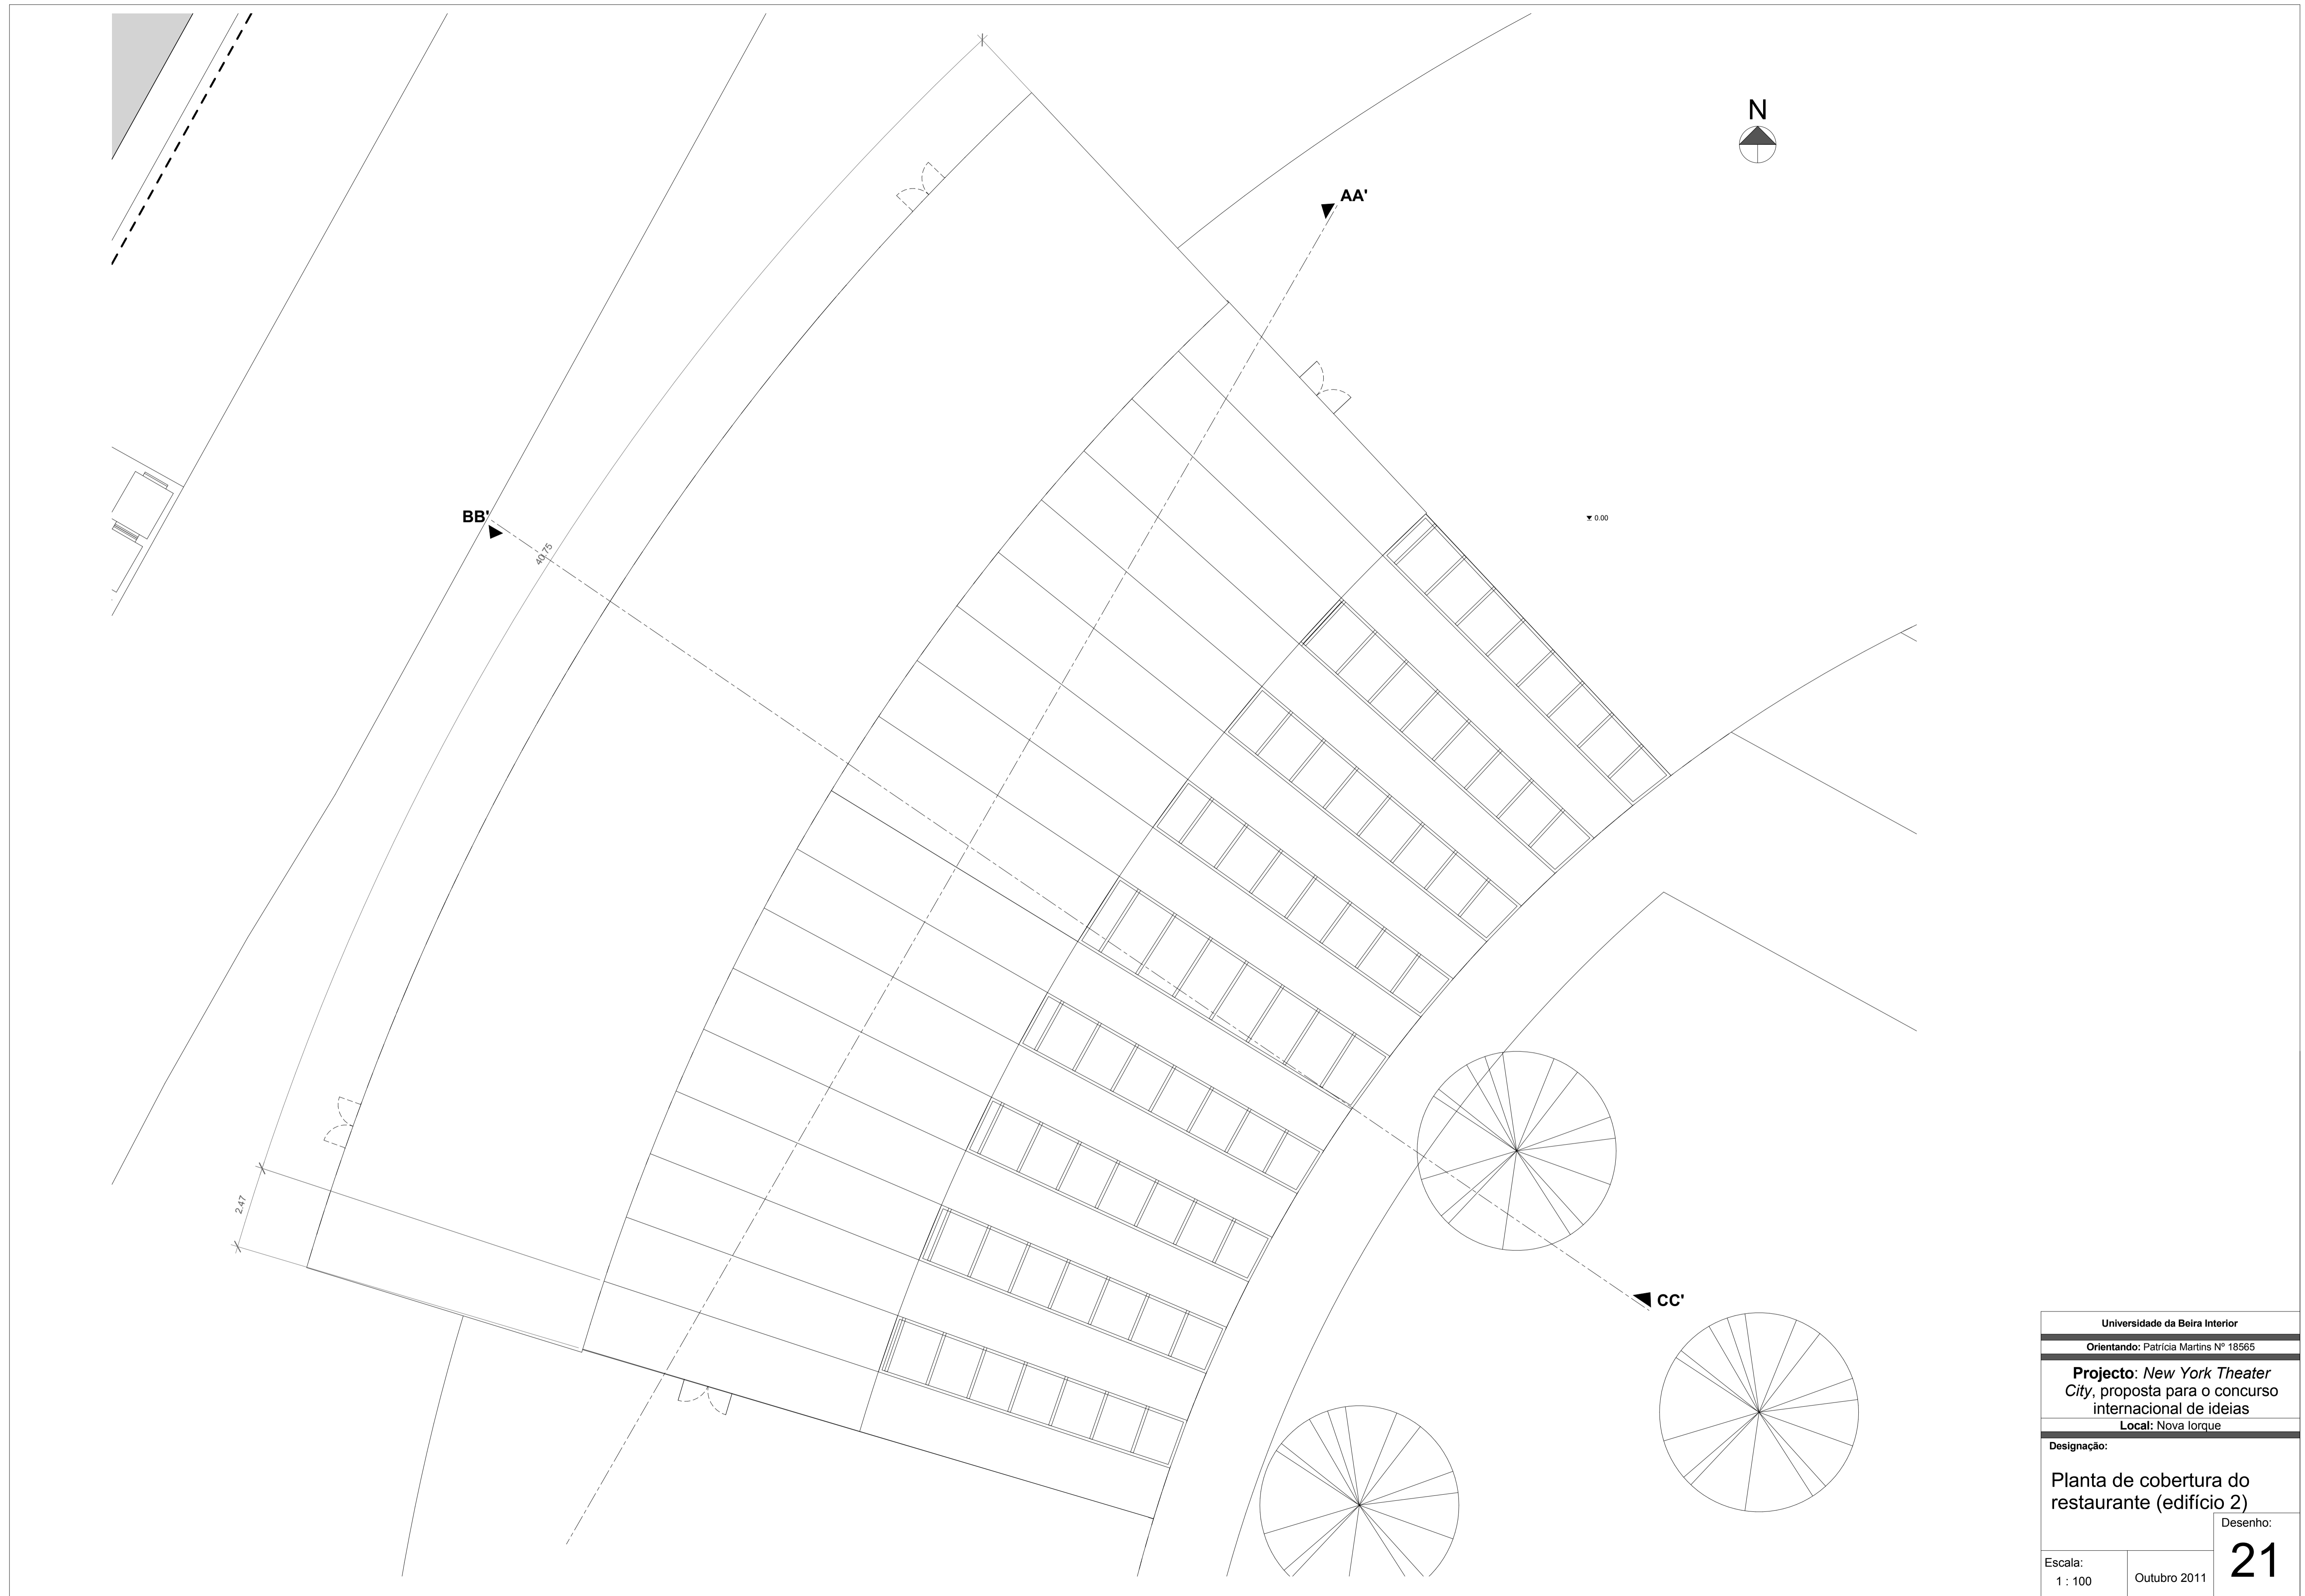 N
AA'
BB'
40.75
0.00
2.47
CC'
Universidade da Beira Interior
Orientando: Patrícia Martins Nº 18565
Projecto: New York Theater
City, proposta para o concurso
internacional de ideias
Local: Nova Iorque
Designação:
Planta de cobertura do
restaurante (edifício 2)
Desenho:
21
Escala:
1 : 100
Outubro 2011